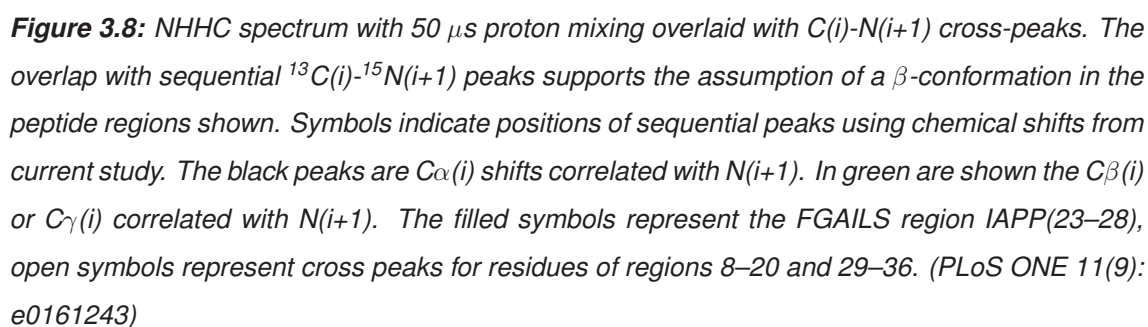 Figure 3.8: NHHC spectrum with 50 μs proton mixing overlaid with C(i)-N(i+1) cross-peaks. The
overlap with sequential ¹³C(i)-¹⁵N(i+1) peaks supports the assumption of a β-conformation in the
peptide regions shown. Symbols indicate positions of sequential peaks using chemical shifts from
current study. The black peaks are Cα(i) shifts correlated with N(i+1). In green are shown the Cβ(i)
or Cγ(i) correlated with N(i+1). The filled symbols represent the FGAILS region IAPP(23–28),
open symbols represent cross peaks for residues of regions 8–20 and 29–36. (PLoS ONE 11(9):
e0161243)